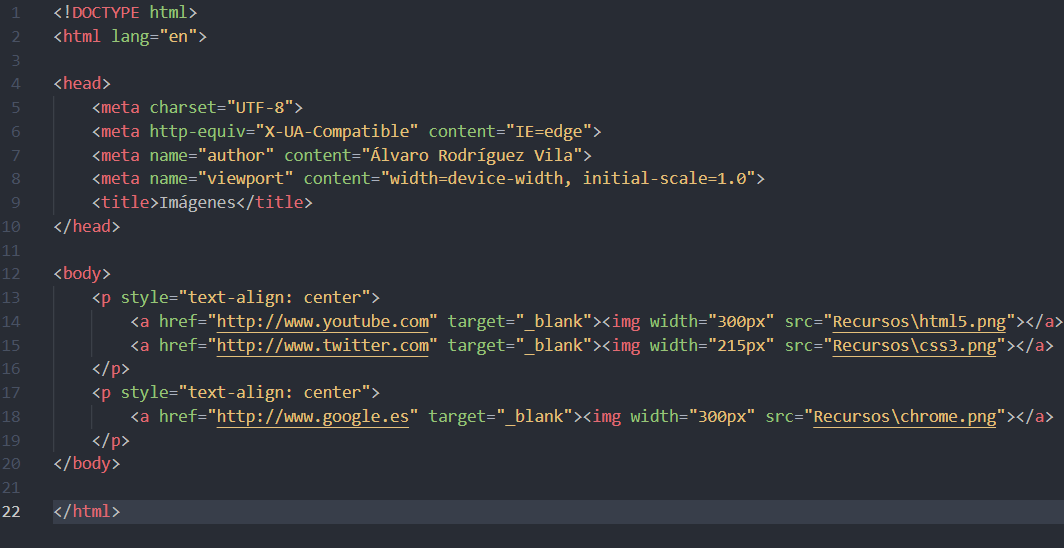 1 <!DOCTYPE html>
2 <html lang="en">
3
4 <head>
5     <meta charset="UTF-8">
6     <meta http-equiv="X-UA-Compatible" content="IE=edge">
7     <meta name="author" content="Álvaro Rodríguez Vila">
8     <meta name="viewport" content="width=device-width, initial-scale=1.0">
9     <title>Imágenes</title>
10 </head>
11
12 <body>
13     <p style="text-align: center">
14         <a href="http://www.youtube.com" target="_blank"><img width="300px" src="Recursos\html5.png"></a>
15         <a href="http://www.twitter.com" target="_blank"><img width="215px" src="Recursos\css3.png"></a>
16     </p>
17     <p style="text-align: center">
18         <a href="http://www.google.es" target="_blank"><img width="300px" src="Recursos\chrome.png"></a>
19     </p>
20 </body>
21
22 </html>